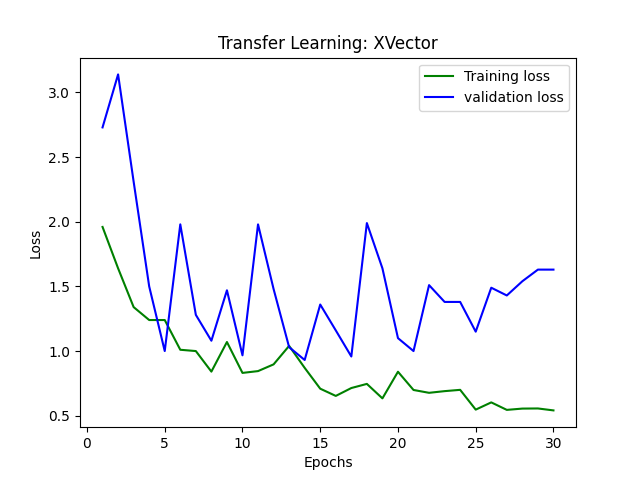 Transfer Learning: XVector
Training loss
validation loss
3.0
2.5
2.0
1.5
1.0
0.5
Loss
0
5
10
15
20
25
30
Epochs